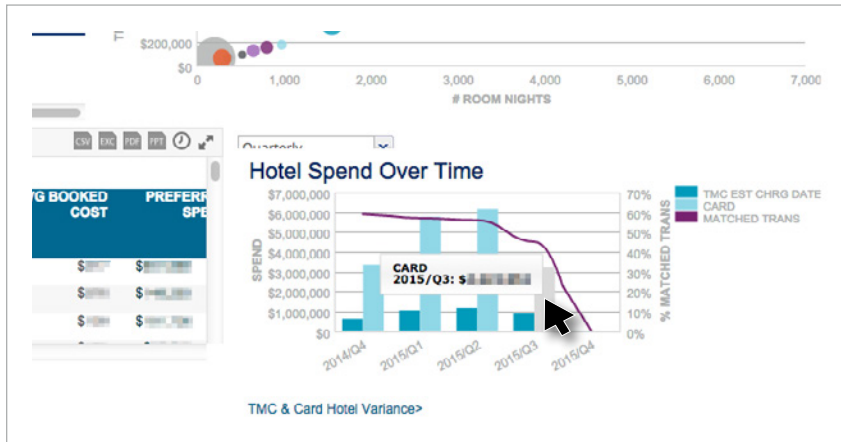 $200,000
$0
0 1,000 2,000 3,000 4,000 5,000 6,000 7,000
# ROOM NIGHTS
CSV EXC PDF PPT
Quarterly
Hotel Spend Over Time
BOOKED COST
PREFERR
SPE
$ $
$ $
$ $
$7,000,000
$6,000,000
$5,000,000
$4,000,000
$3,000,000
$2,000,000
$1,000,000
$0
SPEND
CARD
2015/Q3: $
2014/Q4 2015/Q1 2015/Q2 2015/Q3 2015/Q4
70%
60%
50%
40%
30%
20%
10%
0%
% MATCHED TRANS
TMC EST CHRG DATE
CARD
MATCHED TRANS
TMC & Card Hotel Variance>